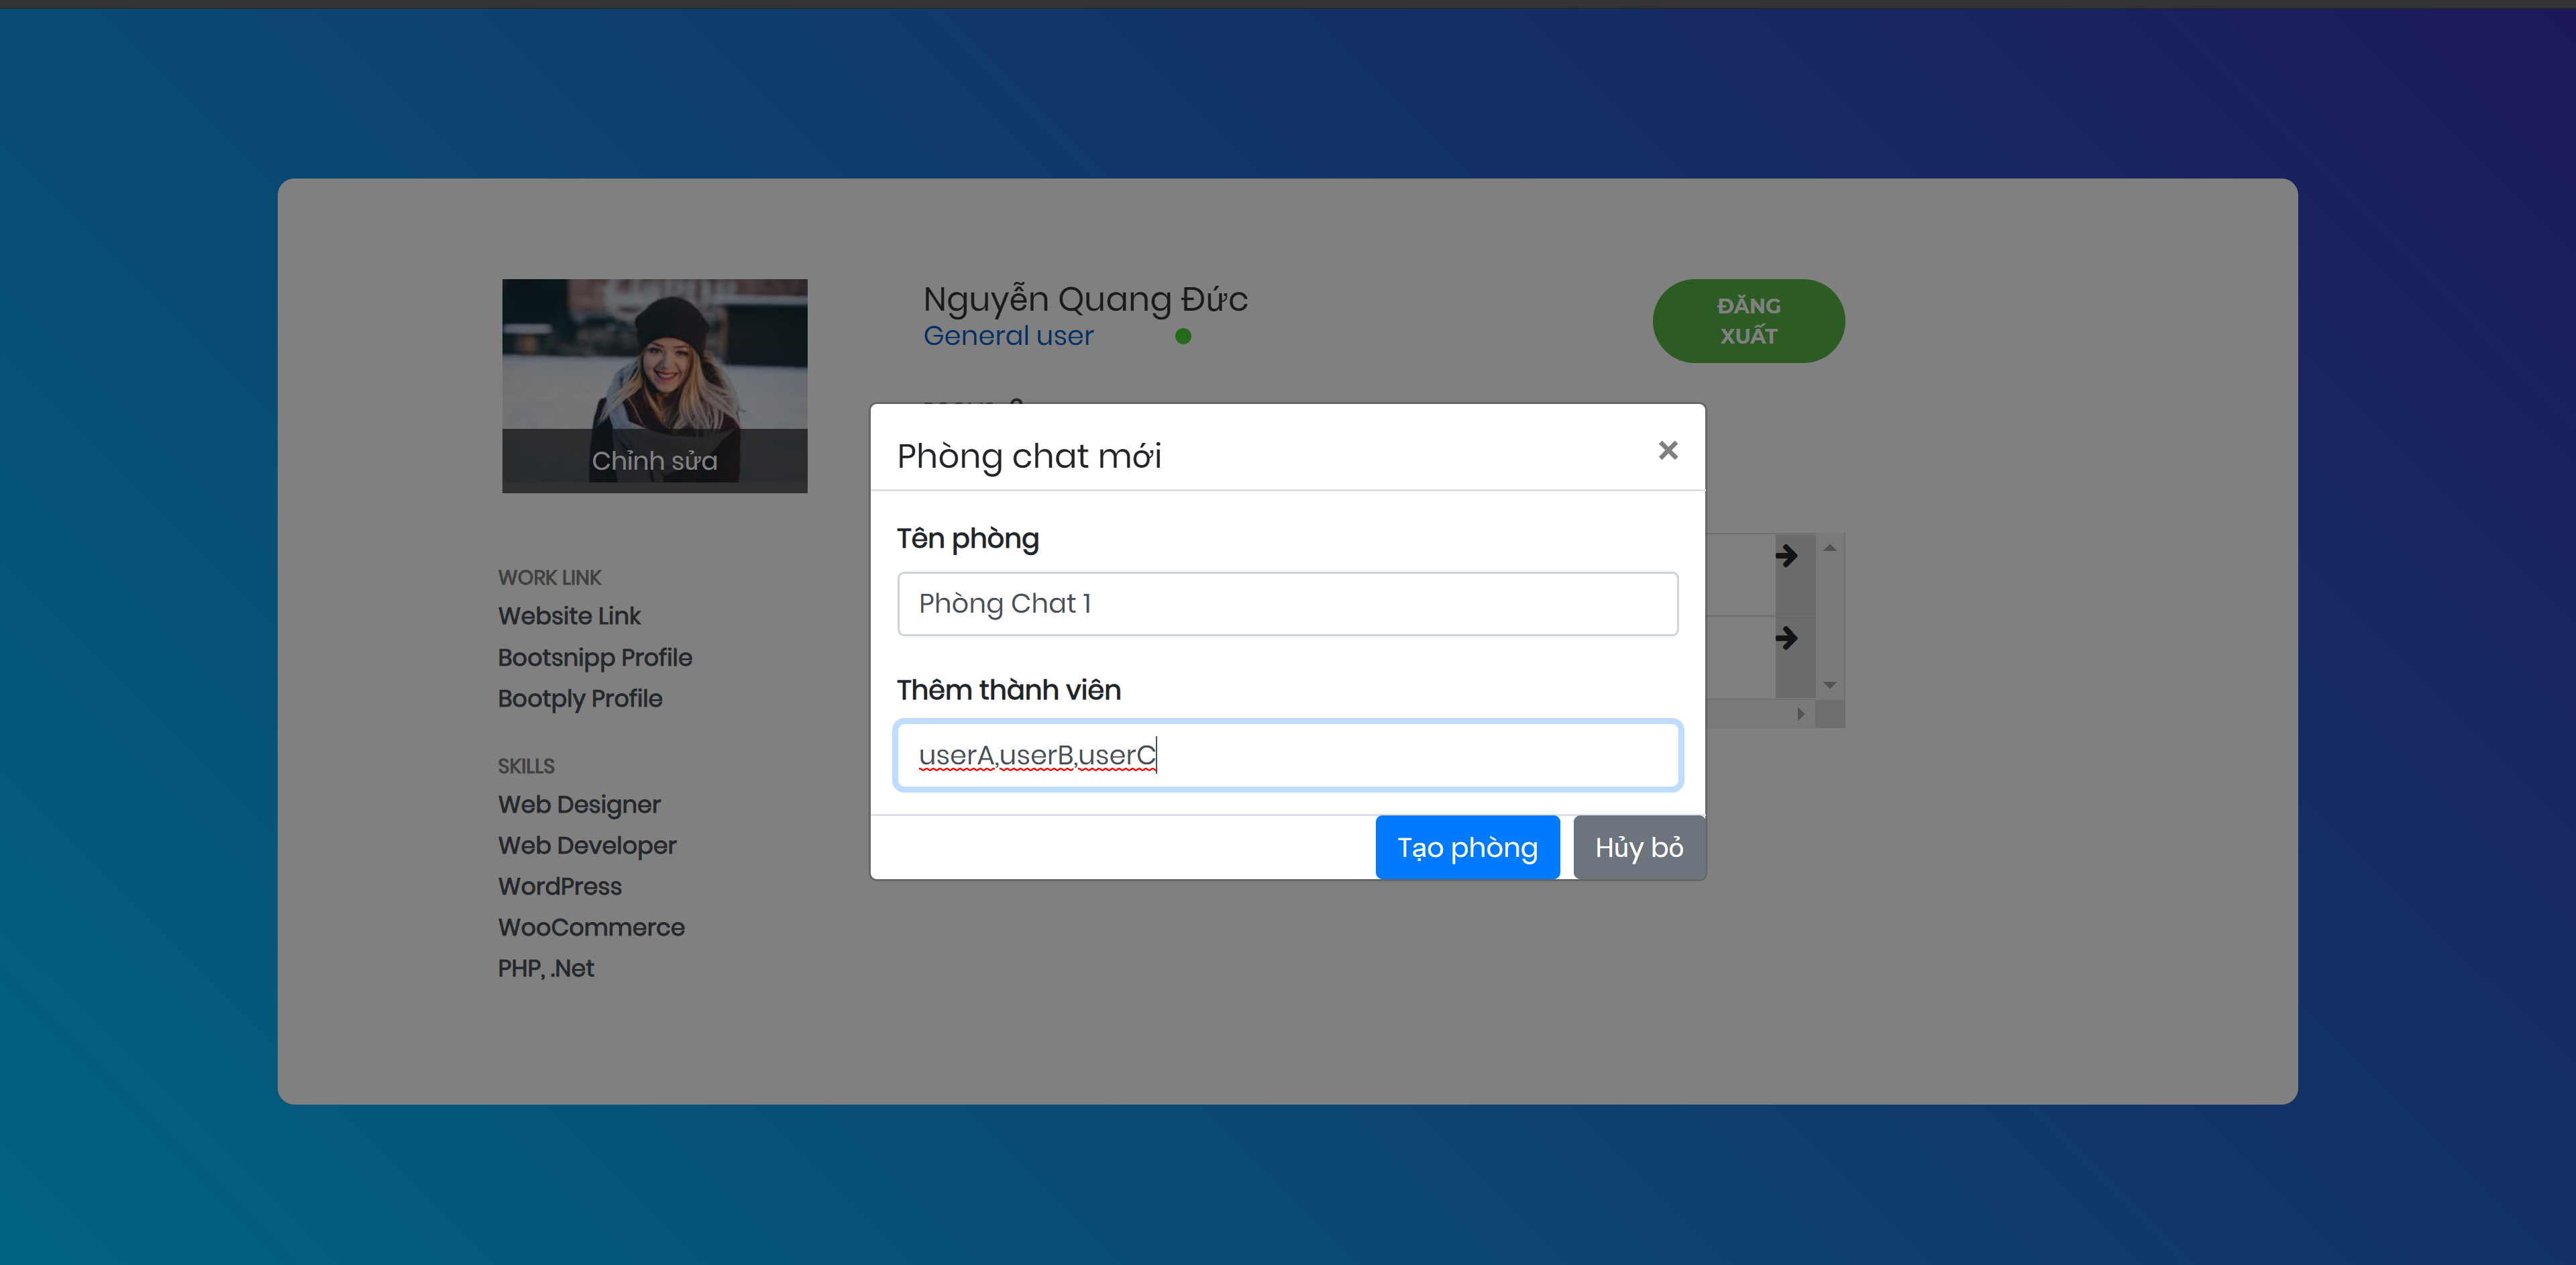 Nguyễn Quang Đức
General user
ĐĂNG
XUẤT
Chỉnh sửa
Phòng chat mới
×
Tên phòng
Phòng Chat 1
Thêm thành viên
userA,userB,userC
Tạo phòng
Hủy bỏ
WORK LINK
Website Link
Bootsnipp Profile
Bootply Profile
SKILLS
Web Designer
Web Developer
WordPress
WooCommerce
PHP, .Net